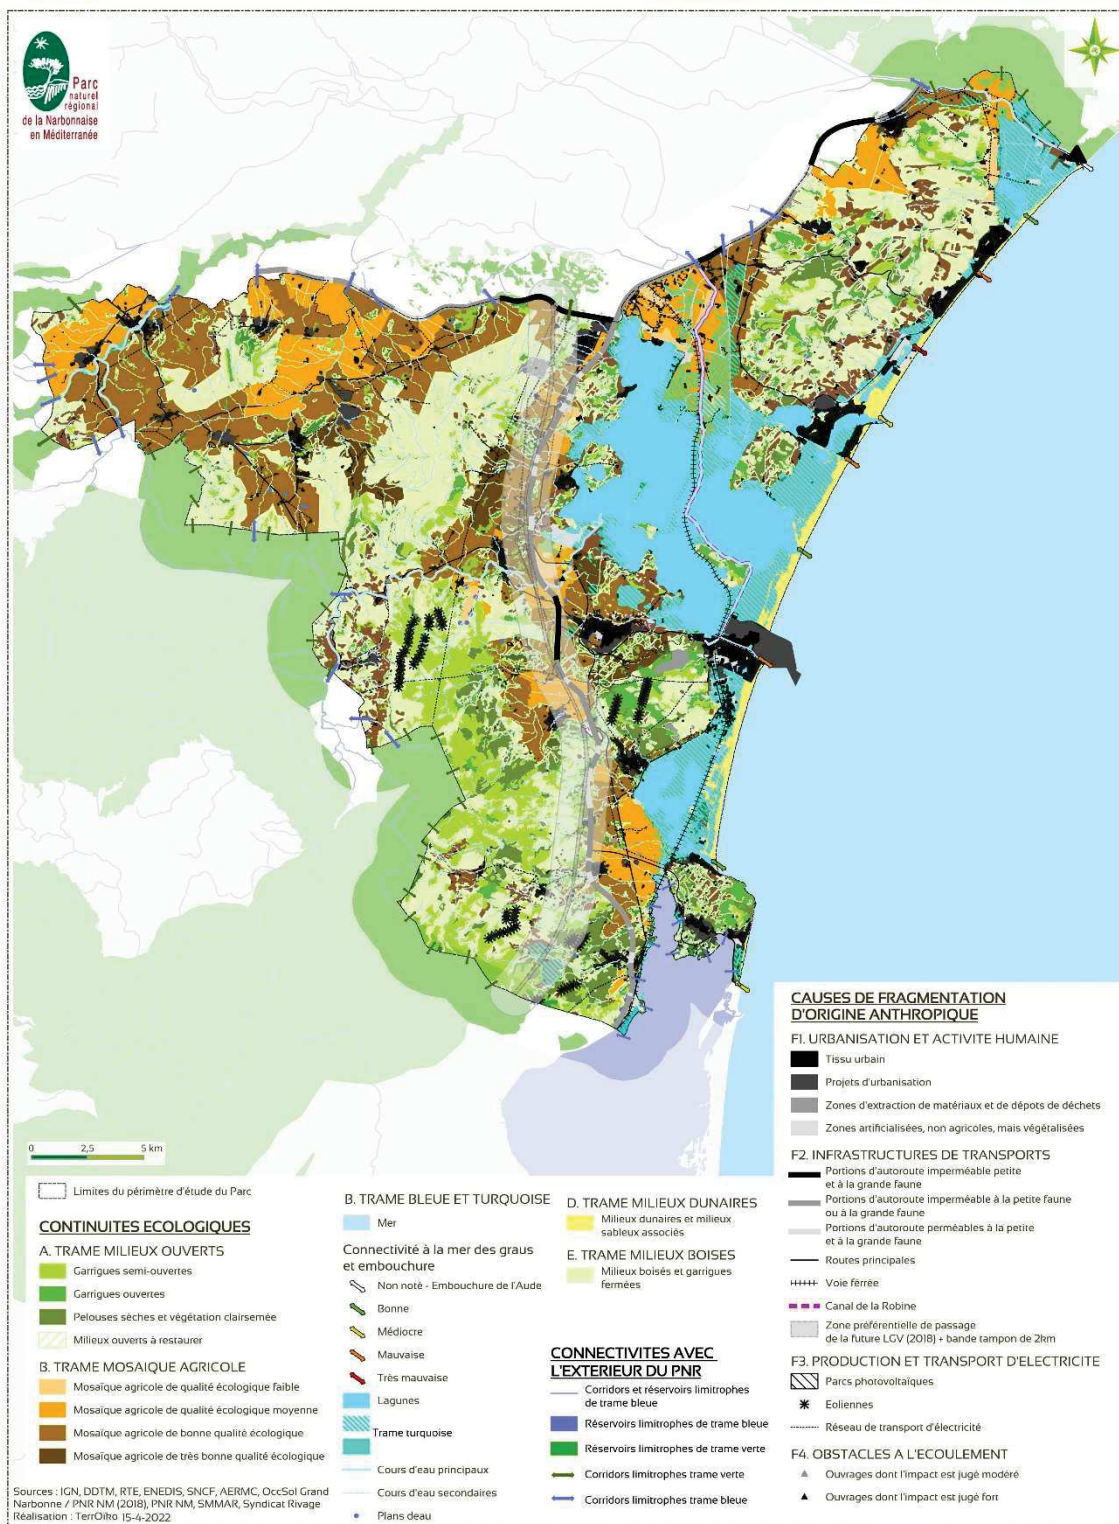 Parc
naturel
régional
de la Narbonnaise
en Méditerranée
0 2,5 5 km
Limites du périmètre d'étude du Parc
CONTINUITES ECOLOGIQUES
A. TRAME MILIEUX OUVERTS
Garrigues semi-ouvertes
Garrigues ouvertes
Pelouses sèches et végétation clairsemée
Milieux ouverts à restaurer
B. TRAME MOSAIQUE AGRICOLE
Mosaïque agricole de qualité écologique faible
Mosaïque agricole de qualité écologique moyenne
Mosaïque agricole de bonne qualité écologique
Mosaïque agricole de très bonne qualité écologique
Sources : IGN, DDTM, RTE, ENEDIS, SNCF, AERMC, OccSol Grand
Narbonne / PNR NM (2018), PNR NM, SMMAR, Syndicat Rivage
Réalisation : TerrOïko 15-4-2022
B. TRAME BLEUE ET TURQUOISE
Mer
Connectivité à la mer des graus
et embouchure
Non noté - Embouchure de l'Aude
Bonne
Médiocre
Mauvaise
Très mauvaise
Lagunes
Trame turquoise
Cours d'eau principaux
Cours d'eau secondaires
Plans deau
D. TRAME MILIEUX DUNAIRES
Milieux dunaires et milieux
sableux associés
E. TRAME MILIEUX BOISES
Milieux boisés et garrigues
fermées
CONNECTIVITES AVEC
L'EXTERIEUR DU PNR
Corridors et réservoirs limitrophes
de trame bleue
Réservoirs limitrophes de trame bleue
Réservoirs limitrophes de trame verte
Corridors limitrophes trame verte
Corridors limitrophes trame bleue
CAUSES DE FRAGMENTATION
D'ORIGINE ANTHROPIQUE
F1. URBANISATION ET ACTIVITE HUMAINE
Tissu urbain
Projets d'urbanisation
Zones d'extraction de matériaux et de dépots de déchets
Zones artificialisées, non agricoles, mais végétalisées
F2. INFRASTRUCTURES DE TRANSPORTS
Portions d'autoroute imperméable petite
et à la grande faune
Portions d'autoroute imperméable à la petite faune
ou à la grande faune
Portions d'autoroute perméables à la petite
et à la grande faune
Routes principales
Voie férrée
Canal de la Robine
Zone préférentielle de passage
de la future LGV (2018) + bande tampon de 2km
F3. PRODUCTION ET TRANSPORT D'ELECTRICITE
Parcs photovoltaïques
Eoliennes
Réseau de transport d'électricité
F4. OBSTACLES A L'ECOULEMENT
Ouvrages dont l'impact est jugé modéré
Ouvrages dont l'impact est jugé fort